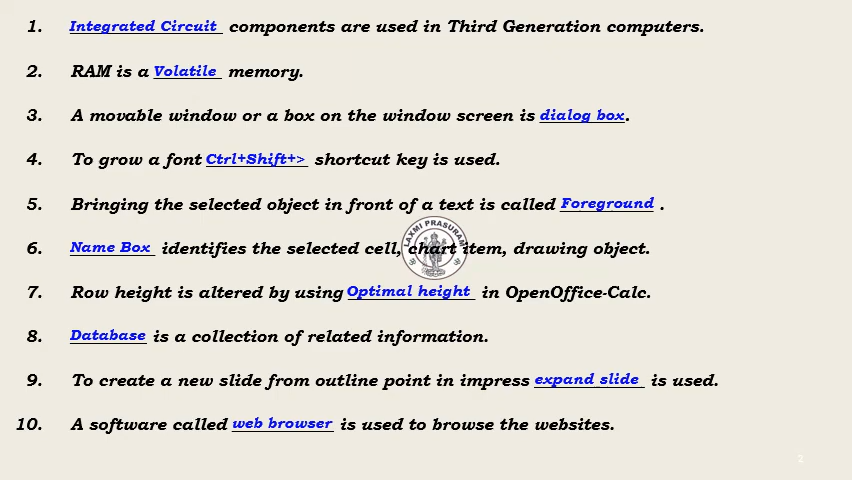 1. Integrated Circuit components are used in Third Generation computers.
2. RAM is a Volatile memory.
3. A movable window or a box on the window screen is dialog box.
4. To grow a font Ctrl+Shift+> shortcut key is used.
5. Bringing the selected object in front of a text is called Foreground .
LAXMI PRASURAM
6. Name Box identifies the selected cell, chart item, drawing object.
7. Row height is altered by using Optimal height in OpenOffice-Calc.
8. Database is a collection of related information.
9. To create a new slide from outline point in impress expand slide is used.
10. A software called web browser is used to browse the websites.
2